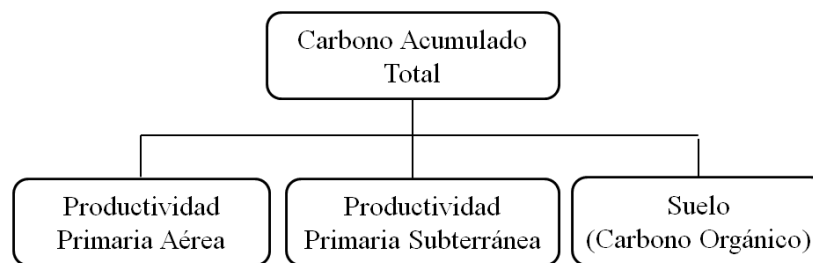 Carbono Acumulado
Total
Productividad
Primaria Aérea
Productividad
Primaria Subterránea
Suelo
(Carbono Orgánico)